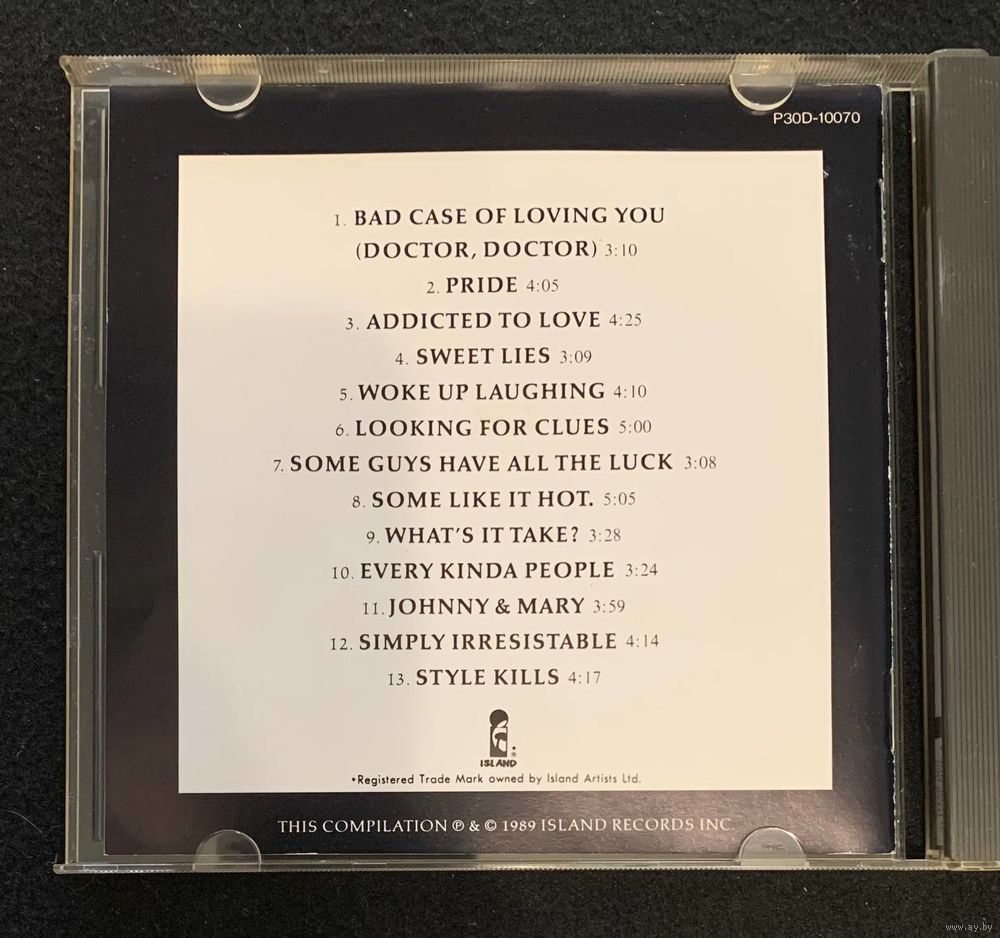 P30D-10070
1. BAD CASE OF LOVING YOU
(DOCTOR, DOCTOR) 3:10
2. PRIDE 4:05
3. ADDICTED TO LOVE 4:25
4. SWEET LIES 3:09
5. WOKE UP LAUGHING 4:10
6. LOOKING FOR CLUES 5:00
7. SOME GUYS HAVE ALL THE LUCK 3:08
8. SOME LIKE IT HOT. 5:05
9. WHAT'S IT TAKE? 3:28
10. EVERY KINDA PEOPLE 3:24
11. JOHNNY & MARY 3:59
12. SIMPLY IRRESISTABLE 4:14
13. STYLE KILLS 4:17
ISLAND
•Registered Trade Mark owned by Island Artists Ltd.
THIS COMPILATION ℗ & © 1989 ISLAND RECORDS INC.
www.ay.by